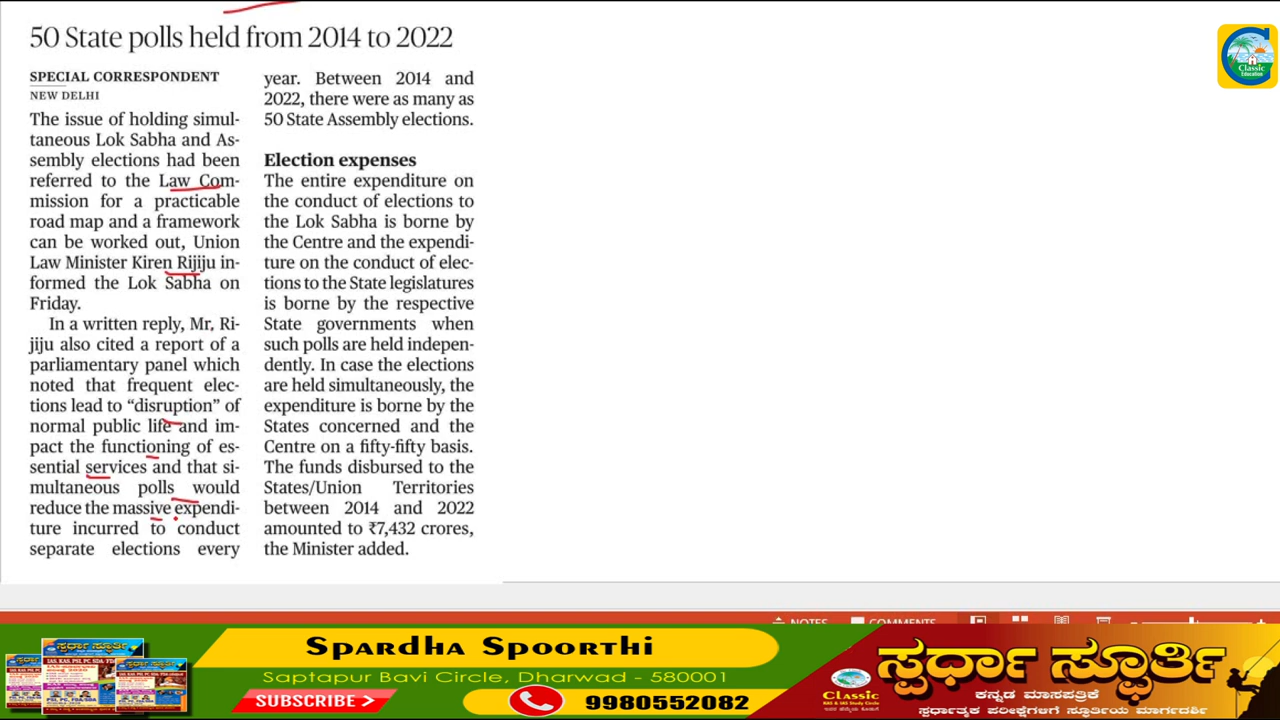 50 State polls held from 2014 to 2022
SPECIAL CORRESPONDENT
NEW DELHI
The issue of holding simul-
taneous Lok Sabha and As-
sembly elections had been
referred to the Law Com-
mission for a practicable
road map and a framework
can be worked out, Union
Law Minister Kiren Rijiju in-
formed the Lok Sabha on
Friday.
In a written reply, Mr. Ri-
jiju also cited a report of a
parliamentary panel which
noted that frequent elec-
tions lead to “disruption” of
normal public life and im-
pact the functioning of es-
sential services and that si-
multaneous polls would
reduce the massive expendi-
ture incurred to conduct
separate elections every
year. Between 2014 and
2022, there were as many as
50 State Assembly elections.
Election expenses
The entire expenditure on
the conduct of elections to
the Lok Sabha is borne by
the Centre and the expendi-
ture on the conduct of elec-
tions to the State legislatures
is borne by the respective
State governments when
such polls are held indepen-
dently. In case the elections
are held simultaneously, the
expenditure is borne by the
States concerned and the
Centre on a fifty-fifty basis.
The funds disbursed to the
States/Union Territories
between 2014 and 2022
amounted to ₹7,432 crores,
the Minister added.
Classic
Education
NOTES
COMMENTS
ಸ್ಪರ್ಧಾ ಸ್ಫೂರ್ತಿ
Spardha Spoorthi
Saptapur Bavi Circle, Dharwad - 580001
SUBSCRIBE
9980552082
Classic
ಸ್ಪರ್ಧಾ ಸ್ಫೂರ್ತಿ
ಕನ್ನಡ ಮಾಸಪತ್ರಿಕೆ
ಸ್ಪರ್ಧಾತ್ಮಕ ಪರೀಕ್ಷೆಗಳಿಗೆ ಸ್ಫೂರ್ತಿಯ ಮಾರ್ಗದರ್ಶಿ